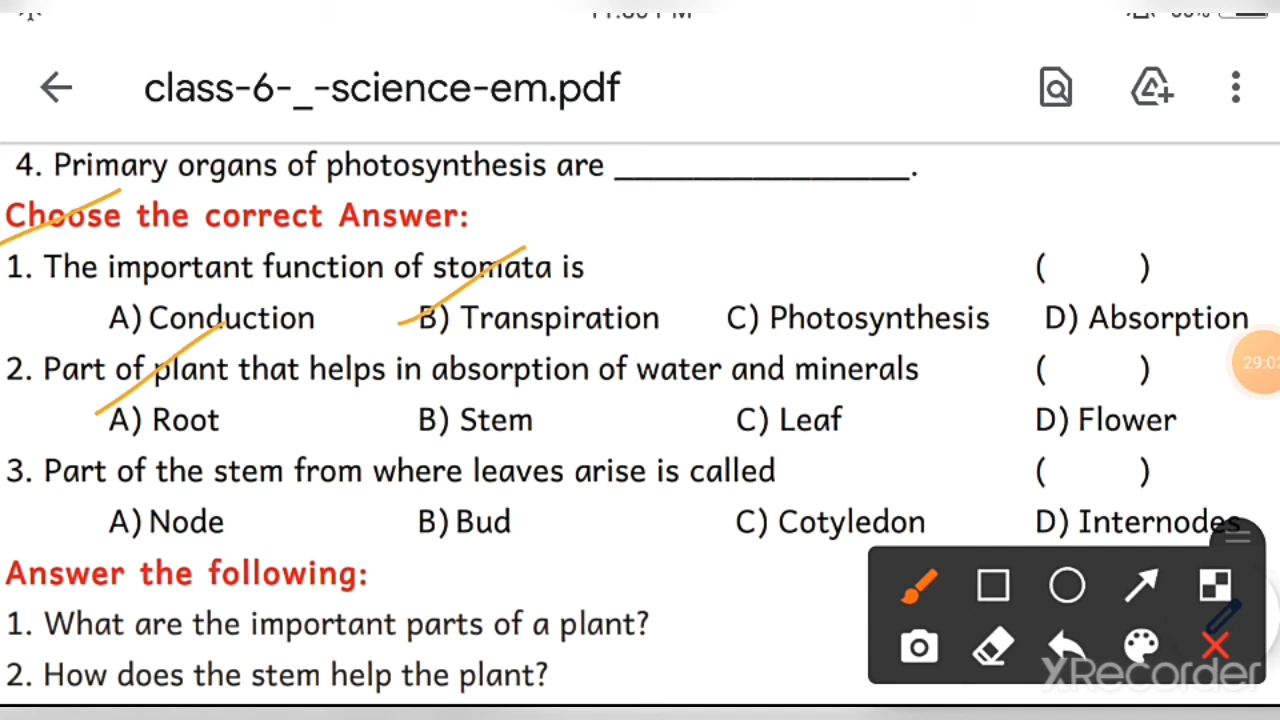 class-6-_-science-em.pdf
4. Primary organs of photosynthesis are __________________.
Choose the correct Answer:
1. The important function of stomata is ( )
A) Conduction B) Transpiration C) Photosynthesis D) Absorption
2. Part of plant that helps in absorption of water and minerals ( )
29:0
A) Root B) Stem C) Leaf D) Flower
3. Part of the stem from where leaves arise is called ( )
A) Node B) Bud C) Cotyledon D) Internodes
Answer the following:
1. What are the important parts of a plant?
2. How does the stem help the plant?
XRecorder